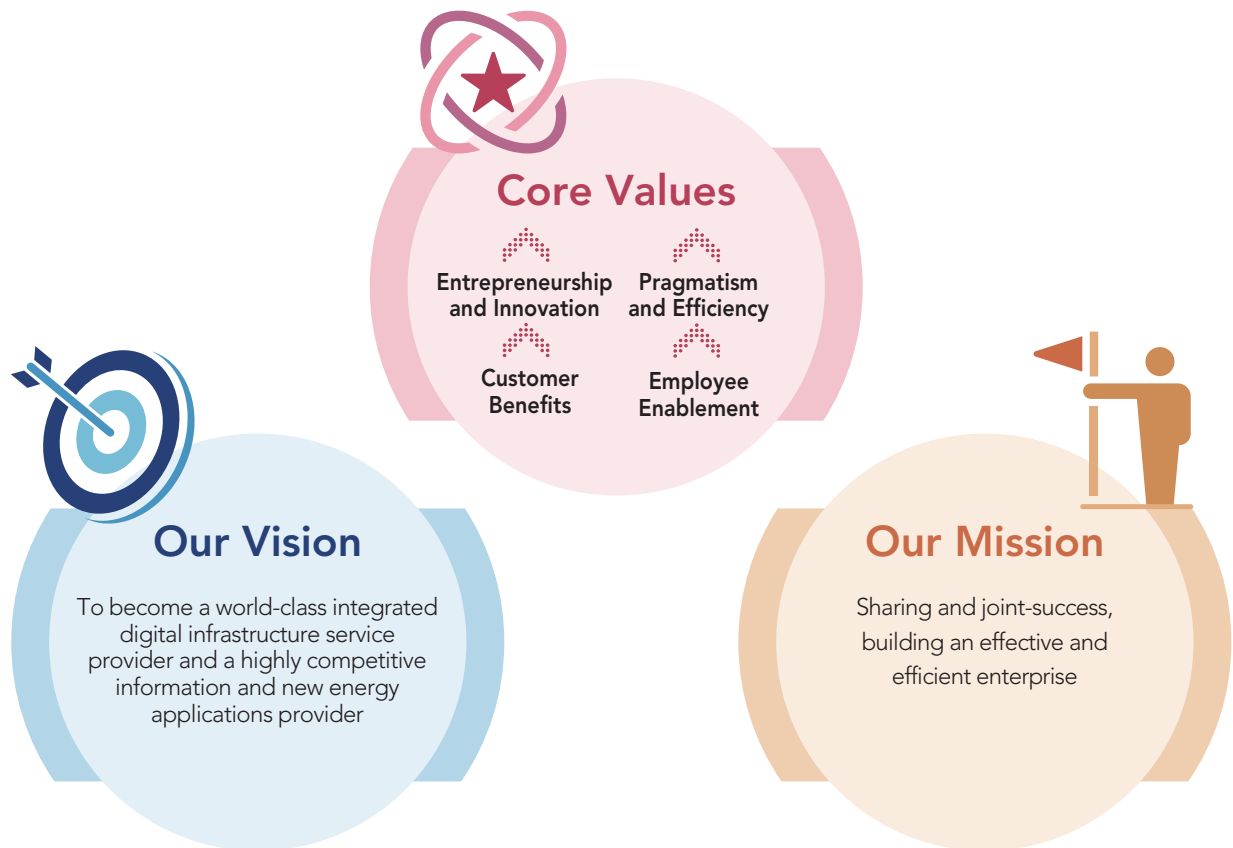 Core Values
Entrepreneurship
and Innovation
Pragmatism
and Efficiency
Customer
Benefits
Employee
Enablement
Our Vision
To become a world-class integrated
digital infrastructure service
provider and a highly competitive
information and new energy
applications provider
Our Mission
Sharing and joint-success,
building an effective and
efficient enterprise